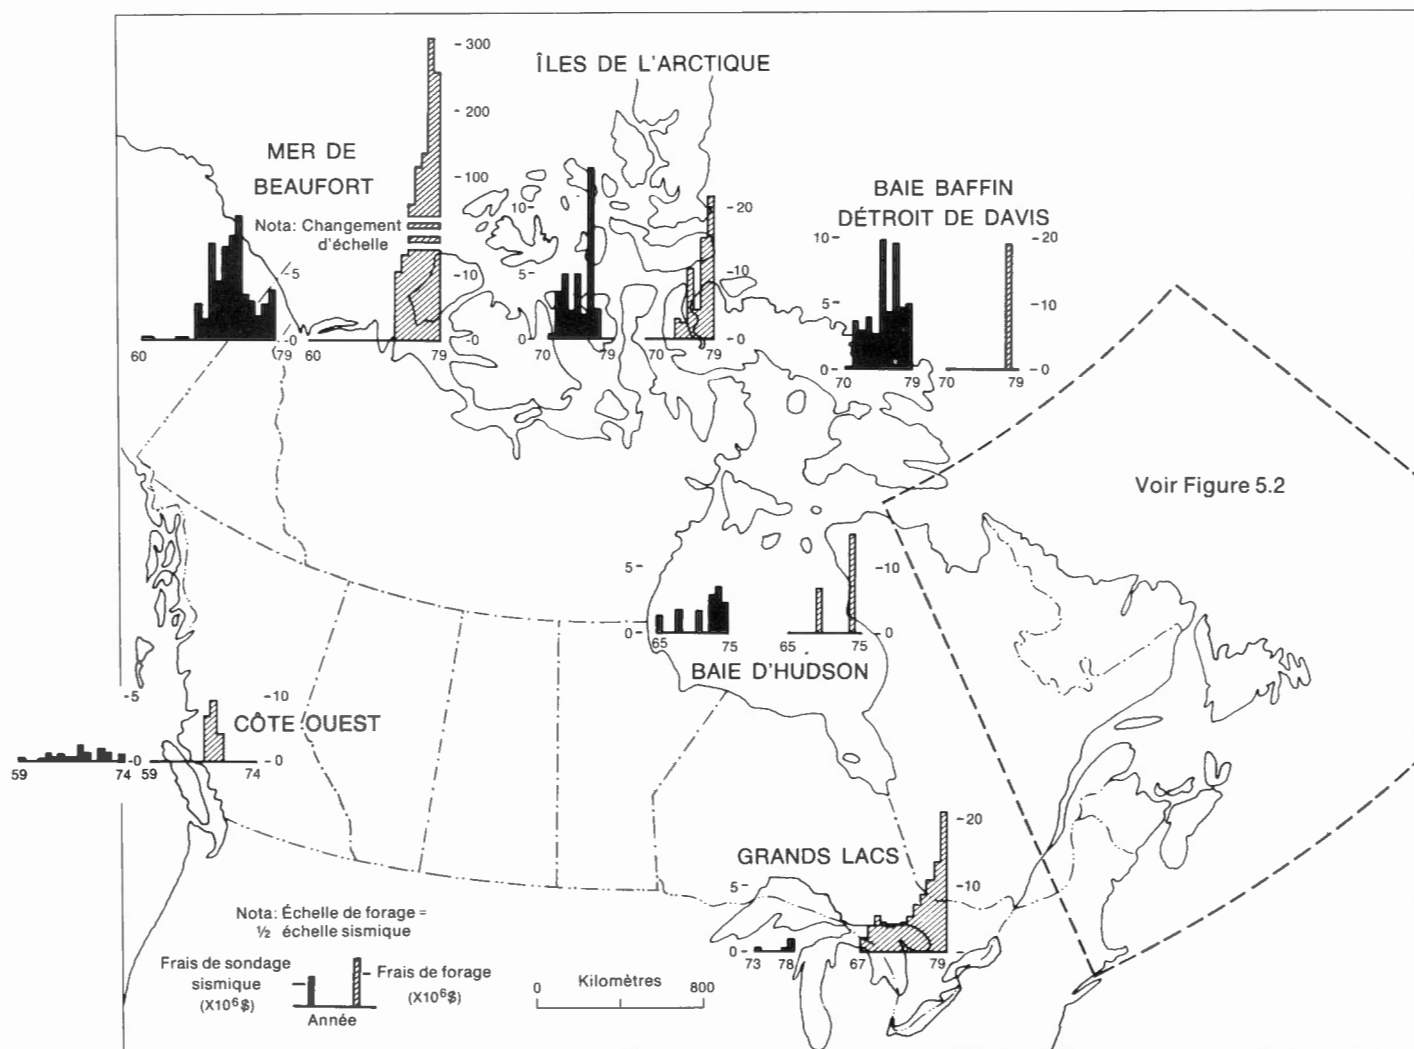 ÎLES DE L'ARCTIQUE
MER DE
BEAUFORT
Nota: Changement
d'échelle
-300
-200
-100
-10
-0
5
-0
60
79
60
79
10-
5-
0-
70
79
-20
-10
-0
70
79
BAIE BAFFIN
DÉTROIT DE DAVIS
10
5
0
70
79
-20
-10
-0
70
79
Voir Figure 5.2
5
0
65
75
-10
-0
65
75
BAIE D'HUDSON
-5
-0
59
74
-10
-0
59
74
CÔTE OUEST
GRANDS LACS
5
0
73
78
-20
-10
67
79
Nota: Échelle de forage =
½ échelle sismique
Frais de sondage
sismique
(X10⁶$)
Frais de forage
(X10⁶$)
Année
Kilomètres
0
800